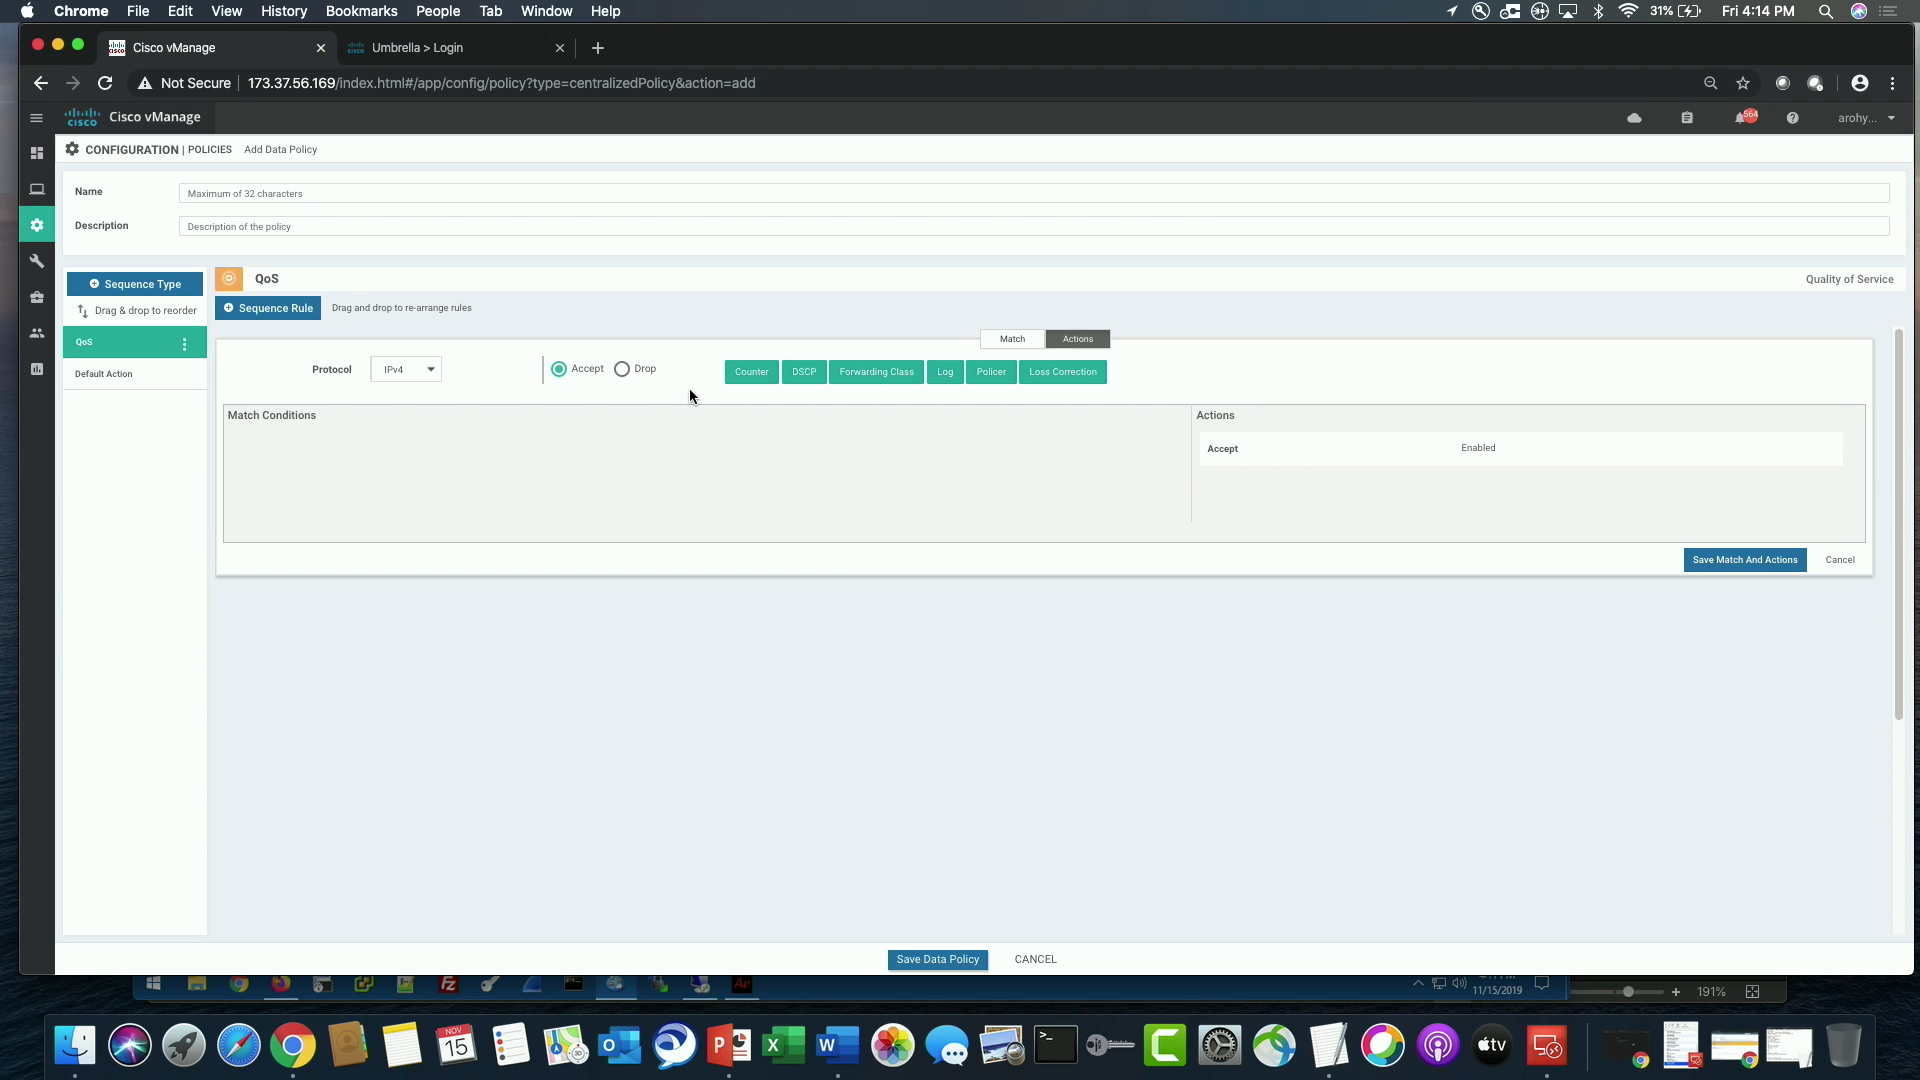 Chrome File Edit View History Bookmarks People Tab Window Help 31% Fri 4:14 PM
Cisco vManage Umbrella > Login
Not Secure 173.37.56.169/index.html#/app/config/policy?type=centralizedPolicy&action=add
Cisco vManage 564 arohy...
CONFIGURATION | POLICIES Add Data Policy
Name Maximum of 32 characters
Description Description of the policy
Sequence Type
QoS Quality of Service
Drag & drop to reorder
Sequence Rule Drag and drop to re-arrange rules
QoS
Default Action
Match Actions
Protocol IPv4 Accept Drop Counter DSCP Forwarding Class Log Policer Loss Correction
Match Conditions Actions
Accept Enabled
Save Match And Actions Cancel
Save Data Policy CANCEL
11/15/2019 191%
NOV
15
tv